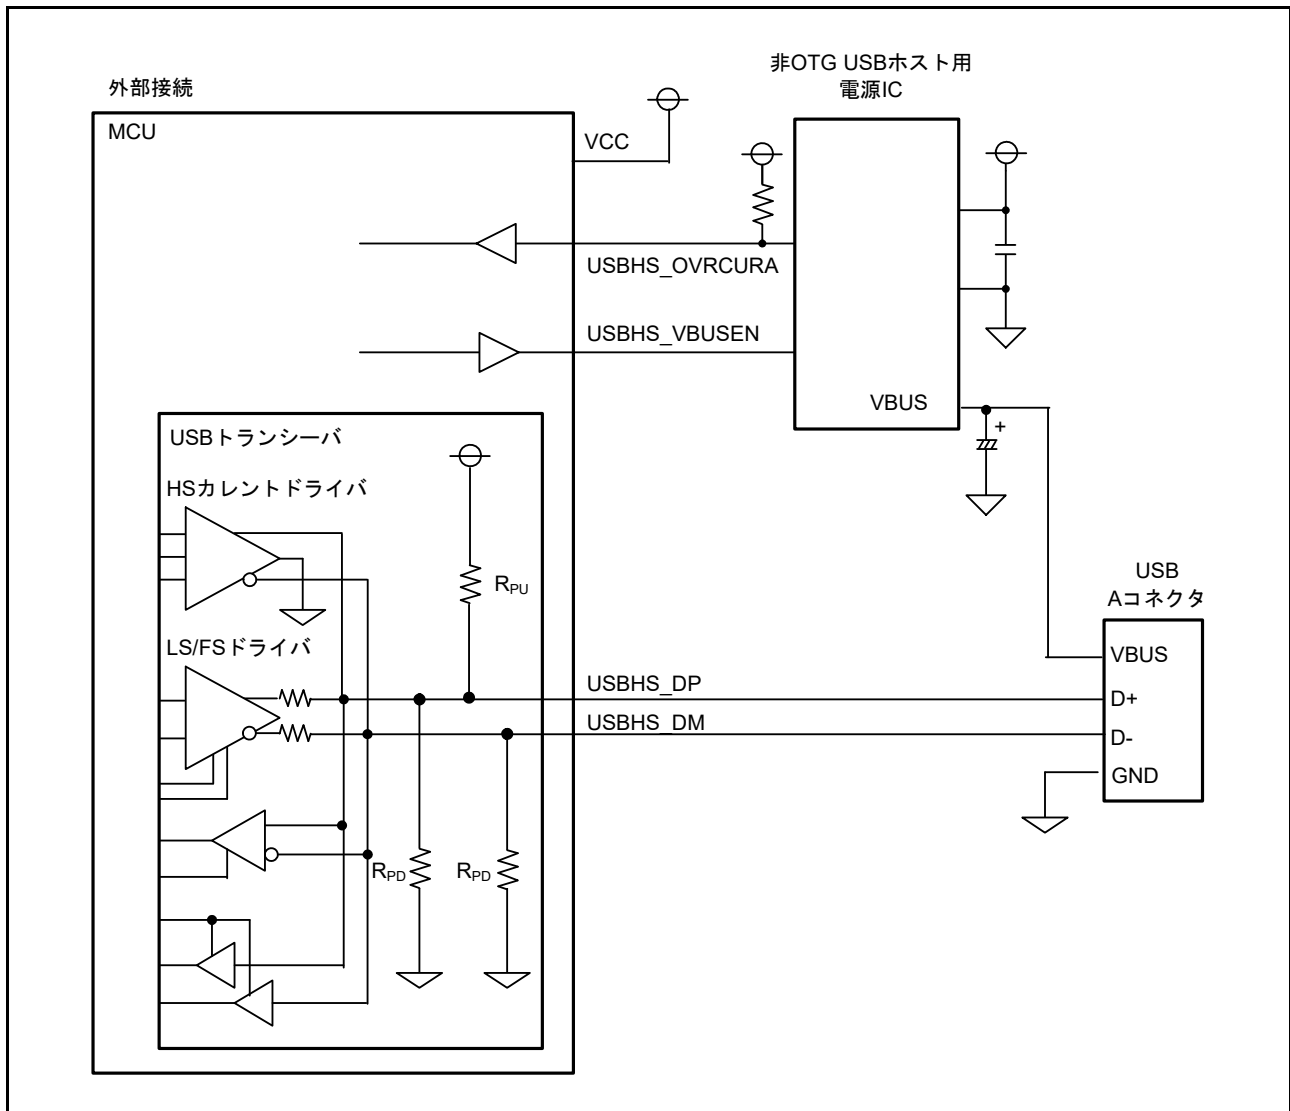 外部接続
非OTG USBホスト用
電源IC
MCU
VCC
USBHS_OVRCURA
USBHS_VBUSEN
VBUS
+
USBトランシーバ
HSカレントドライバ
RPU
USB
Aコネクタ
LS/FSドライバ
VBUS
USBHS_DP
D+
USBHS_DM
D-
GND
RPD
RPD